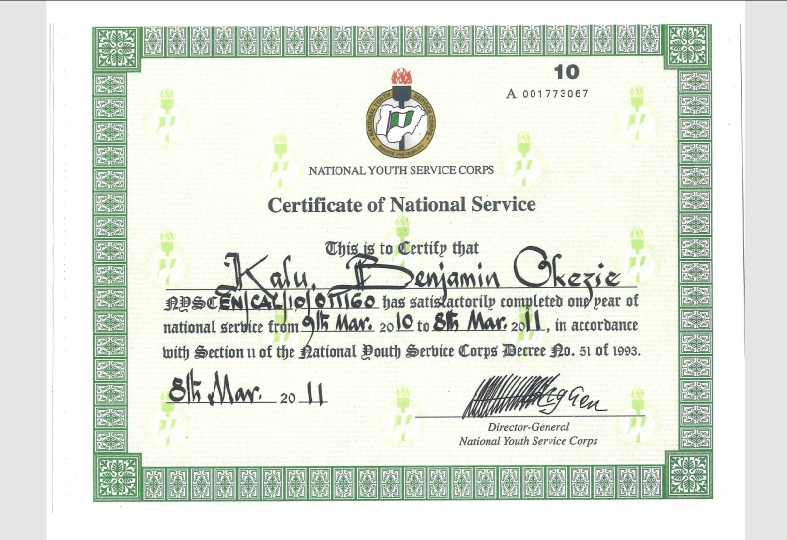 10
A 001773067
NATIONAL YOUTH SERVICE CORPS
Certificate of National Service
This is to Certify that
Kalu, Benjamin Okezie
NYSC EN/CAL/10/011160 has satisfactorily completed one year of
national service from 9th Mar. 2010 to 8th Mar. 2011, in accordance
with Section 11 of the National Youth Service Corps Decree No. 51 of 1993.
8th Mar. 2011
Director-General
National Youth Service Corps